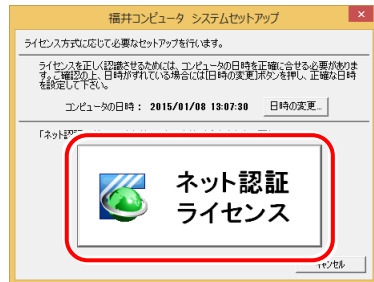 福井コンピュータ システムセットアップ
ライセンス方式に応じて必要なセットアップを行います。
ライセンスを正しく認識させるためには、コンピュータの日時を正確に合せる必要がありま
す。ご確認の上、日時がずれている場合には[日時の変更]ボタンを押し、正確な日時
を設定して下さい。
コンピュータの日時： 2015/01/08 13:07:30 日時の変更...
「ネット認証
ネット認証
ライセンス
キャンセル